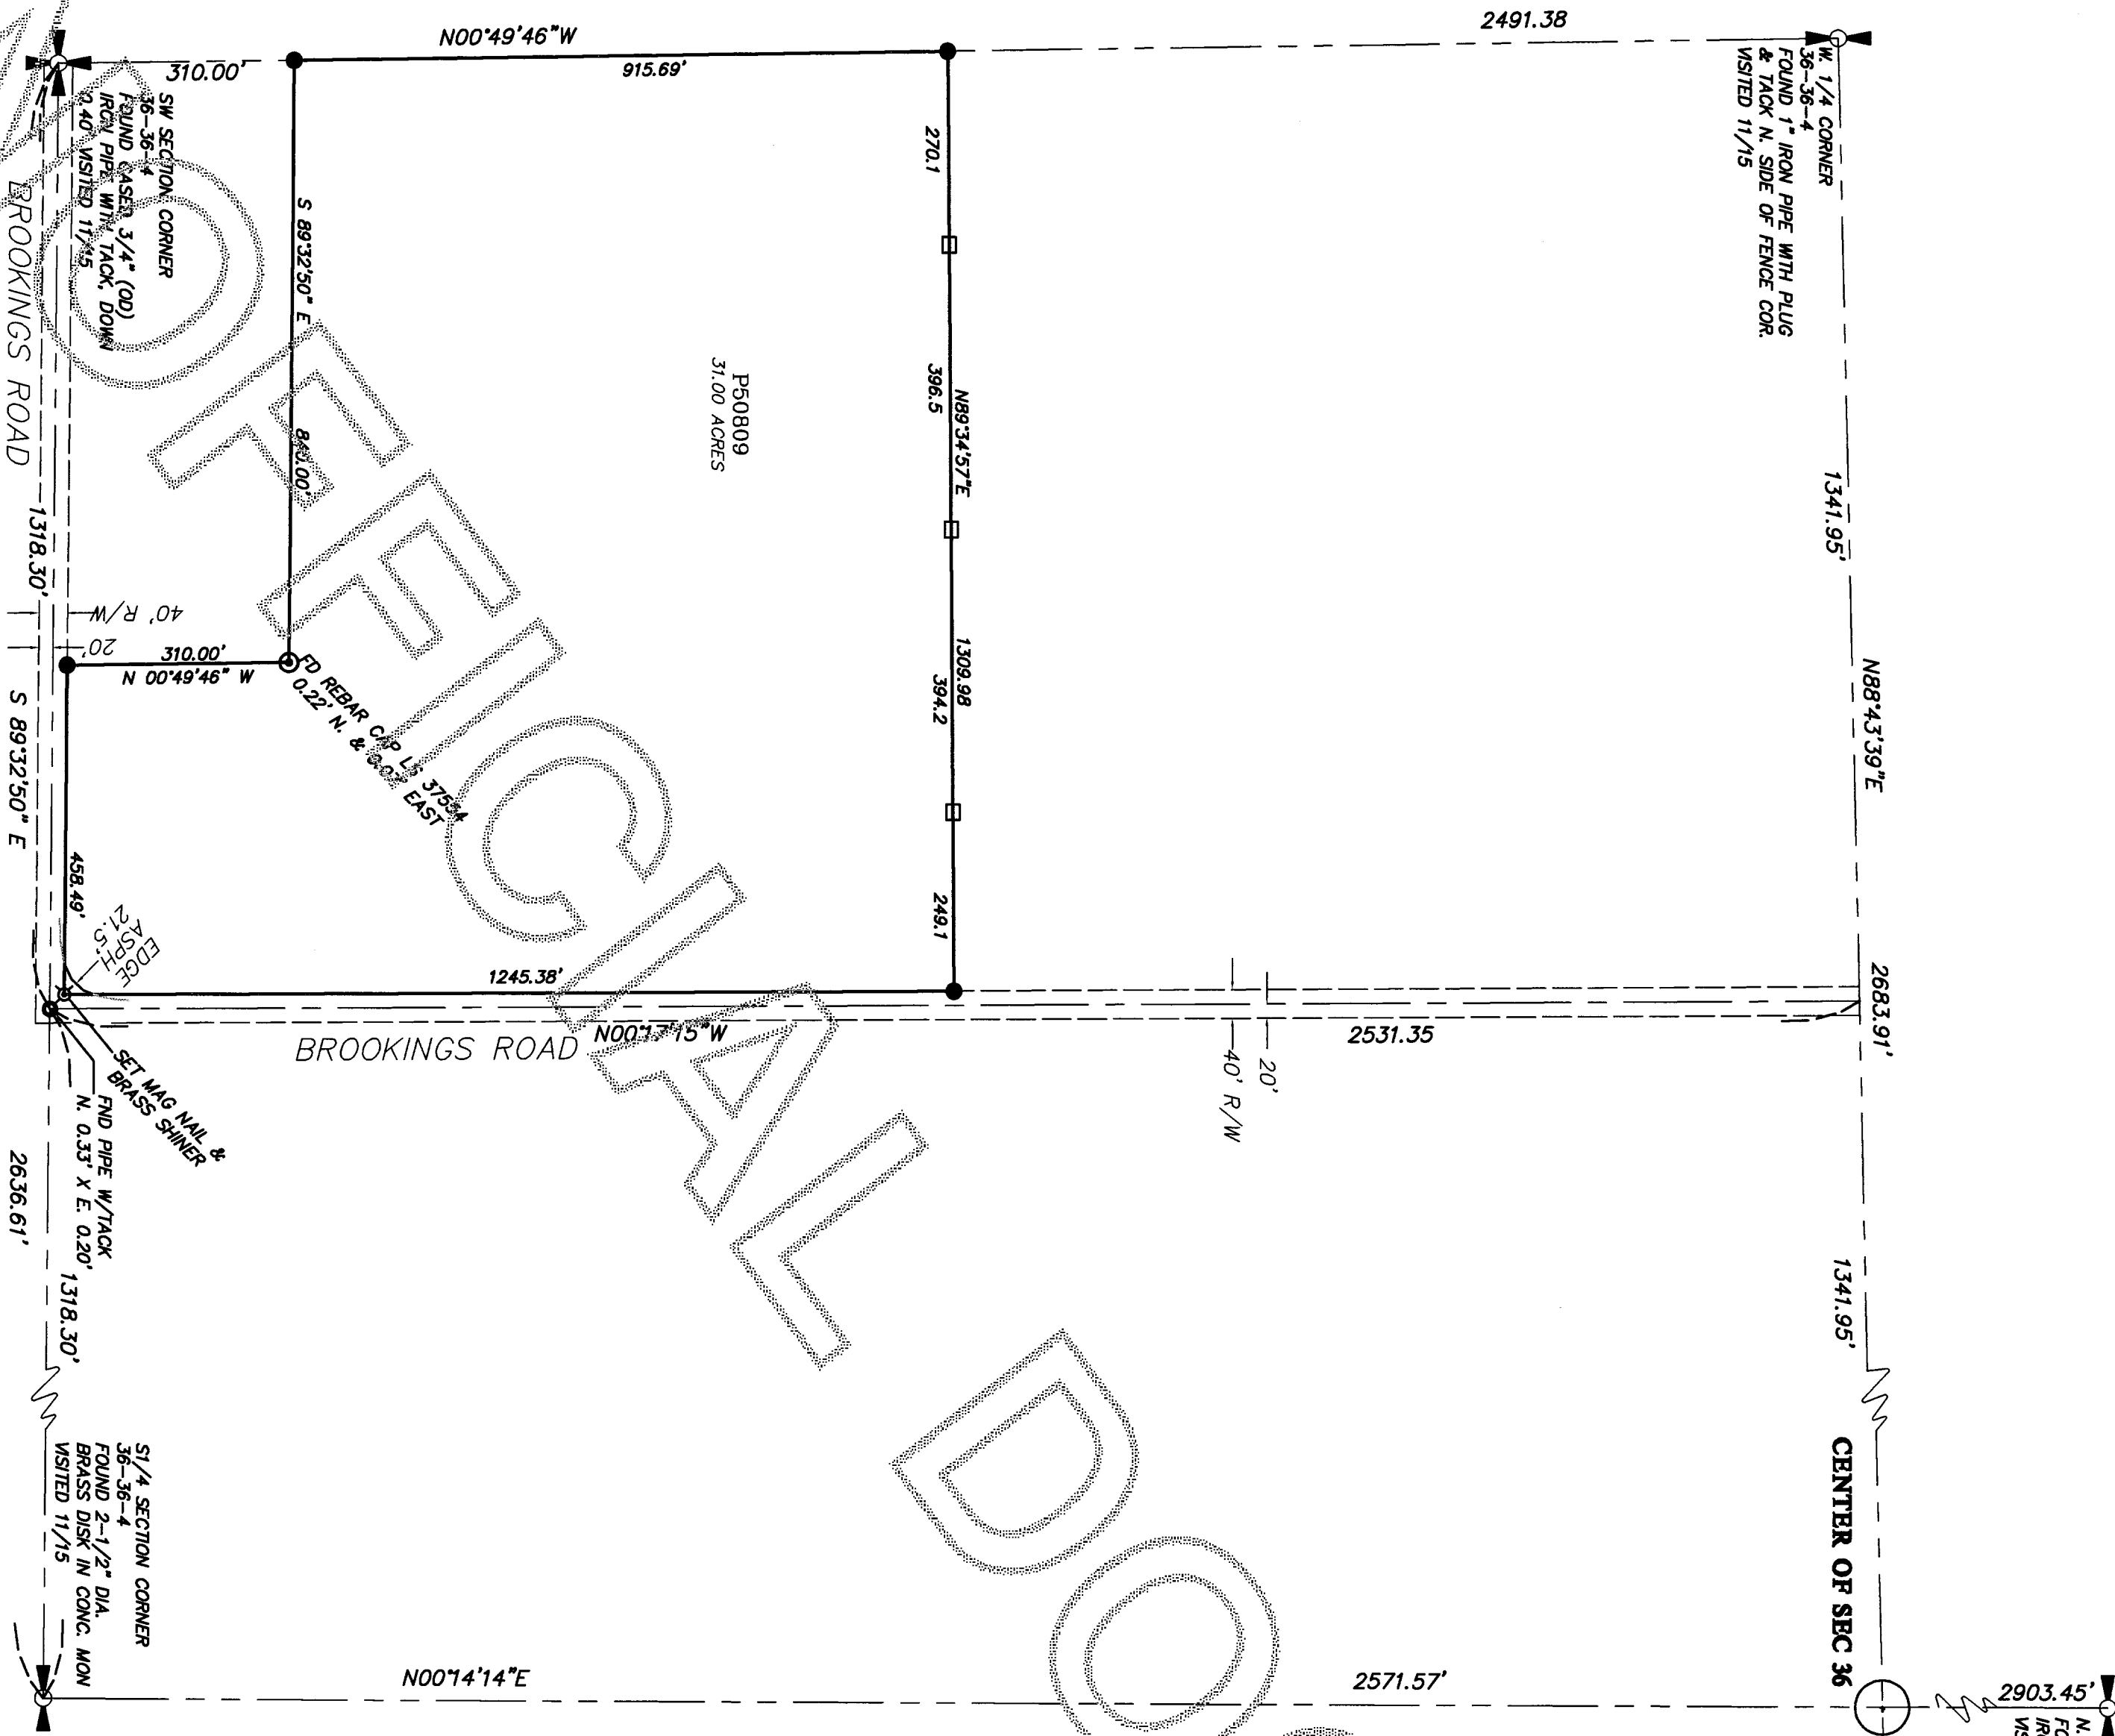 N00°49'46"W
2491.38
310.00'
915.69'
W. 1/4 CORNER
36-36-4
FOUND 1" IRON PIPE WITH PLUG
& TACK N. SIDE OF FENCE COR.
VISITED 11/15
SW SECTION CORNER
36-36-4
FOUND CASED 3/4" (OD)
IRON PIPE WITH TACK, DOWN
0.40' VISITED 11/15
BROOKINGS ROAD
1318.30'
S 89°32'50" E
840.00'
270.1
396.5
N89°34'57"E
1309.98
394.2
249.1
P50809
31.00 ACRES
1341.95'
N88°43'39"E
2683.91'
40' R/W
20'
310.00'
N 00°49'46" W
FD REBAR CAP LS
0.22' N. & EAST
S 89°32'50" E
458.49'
EDGE
ASPH.
21.5
1245.38'
BROOKINGS ROAD
W
2531.35
20'
40' R/W
SET MAG NAIL &
BRASS SHINER
FND PIPE W/TACK
N. 0.33' X E. 0.20'
2636.61'
1318.30'
1341.95'
S1/4 SECTION CORNER
36-36-4
FOUND 2-1/2" DIA.
BRASS DISK IN CONC. MON
VISITED 11/15
CENTER OF SEC 36
N00°14'14"E
2571.57'
2903.45'
N.
OFFICIAL DO